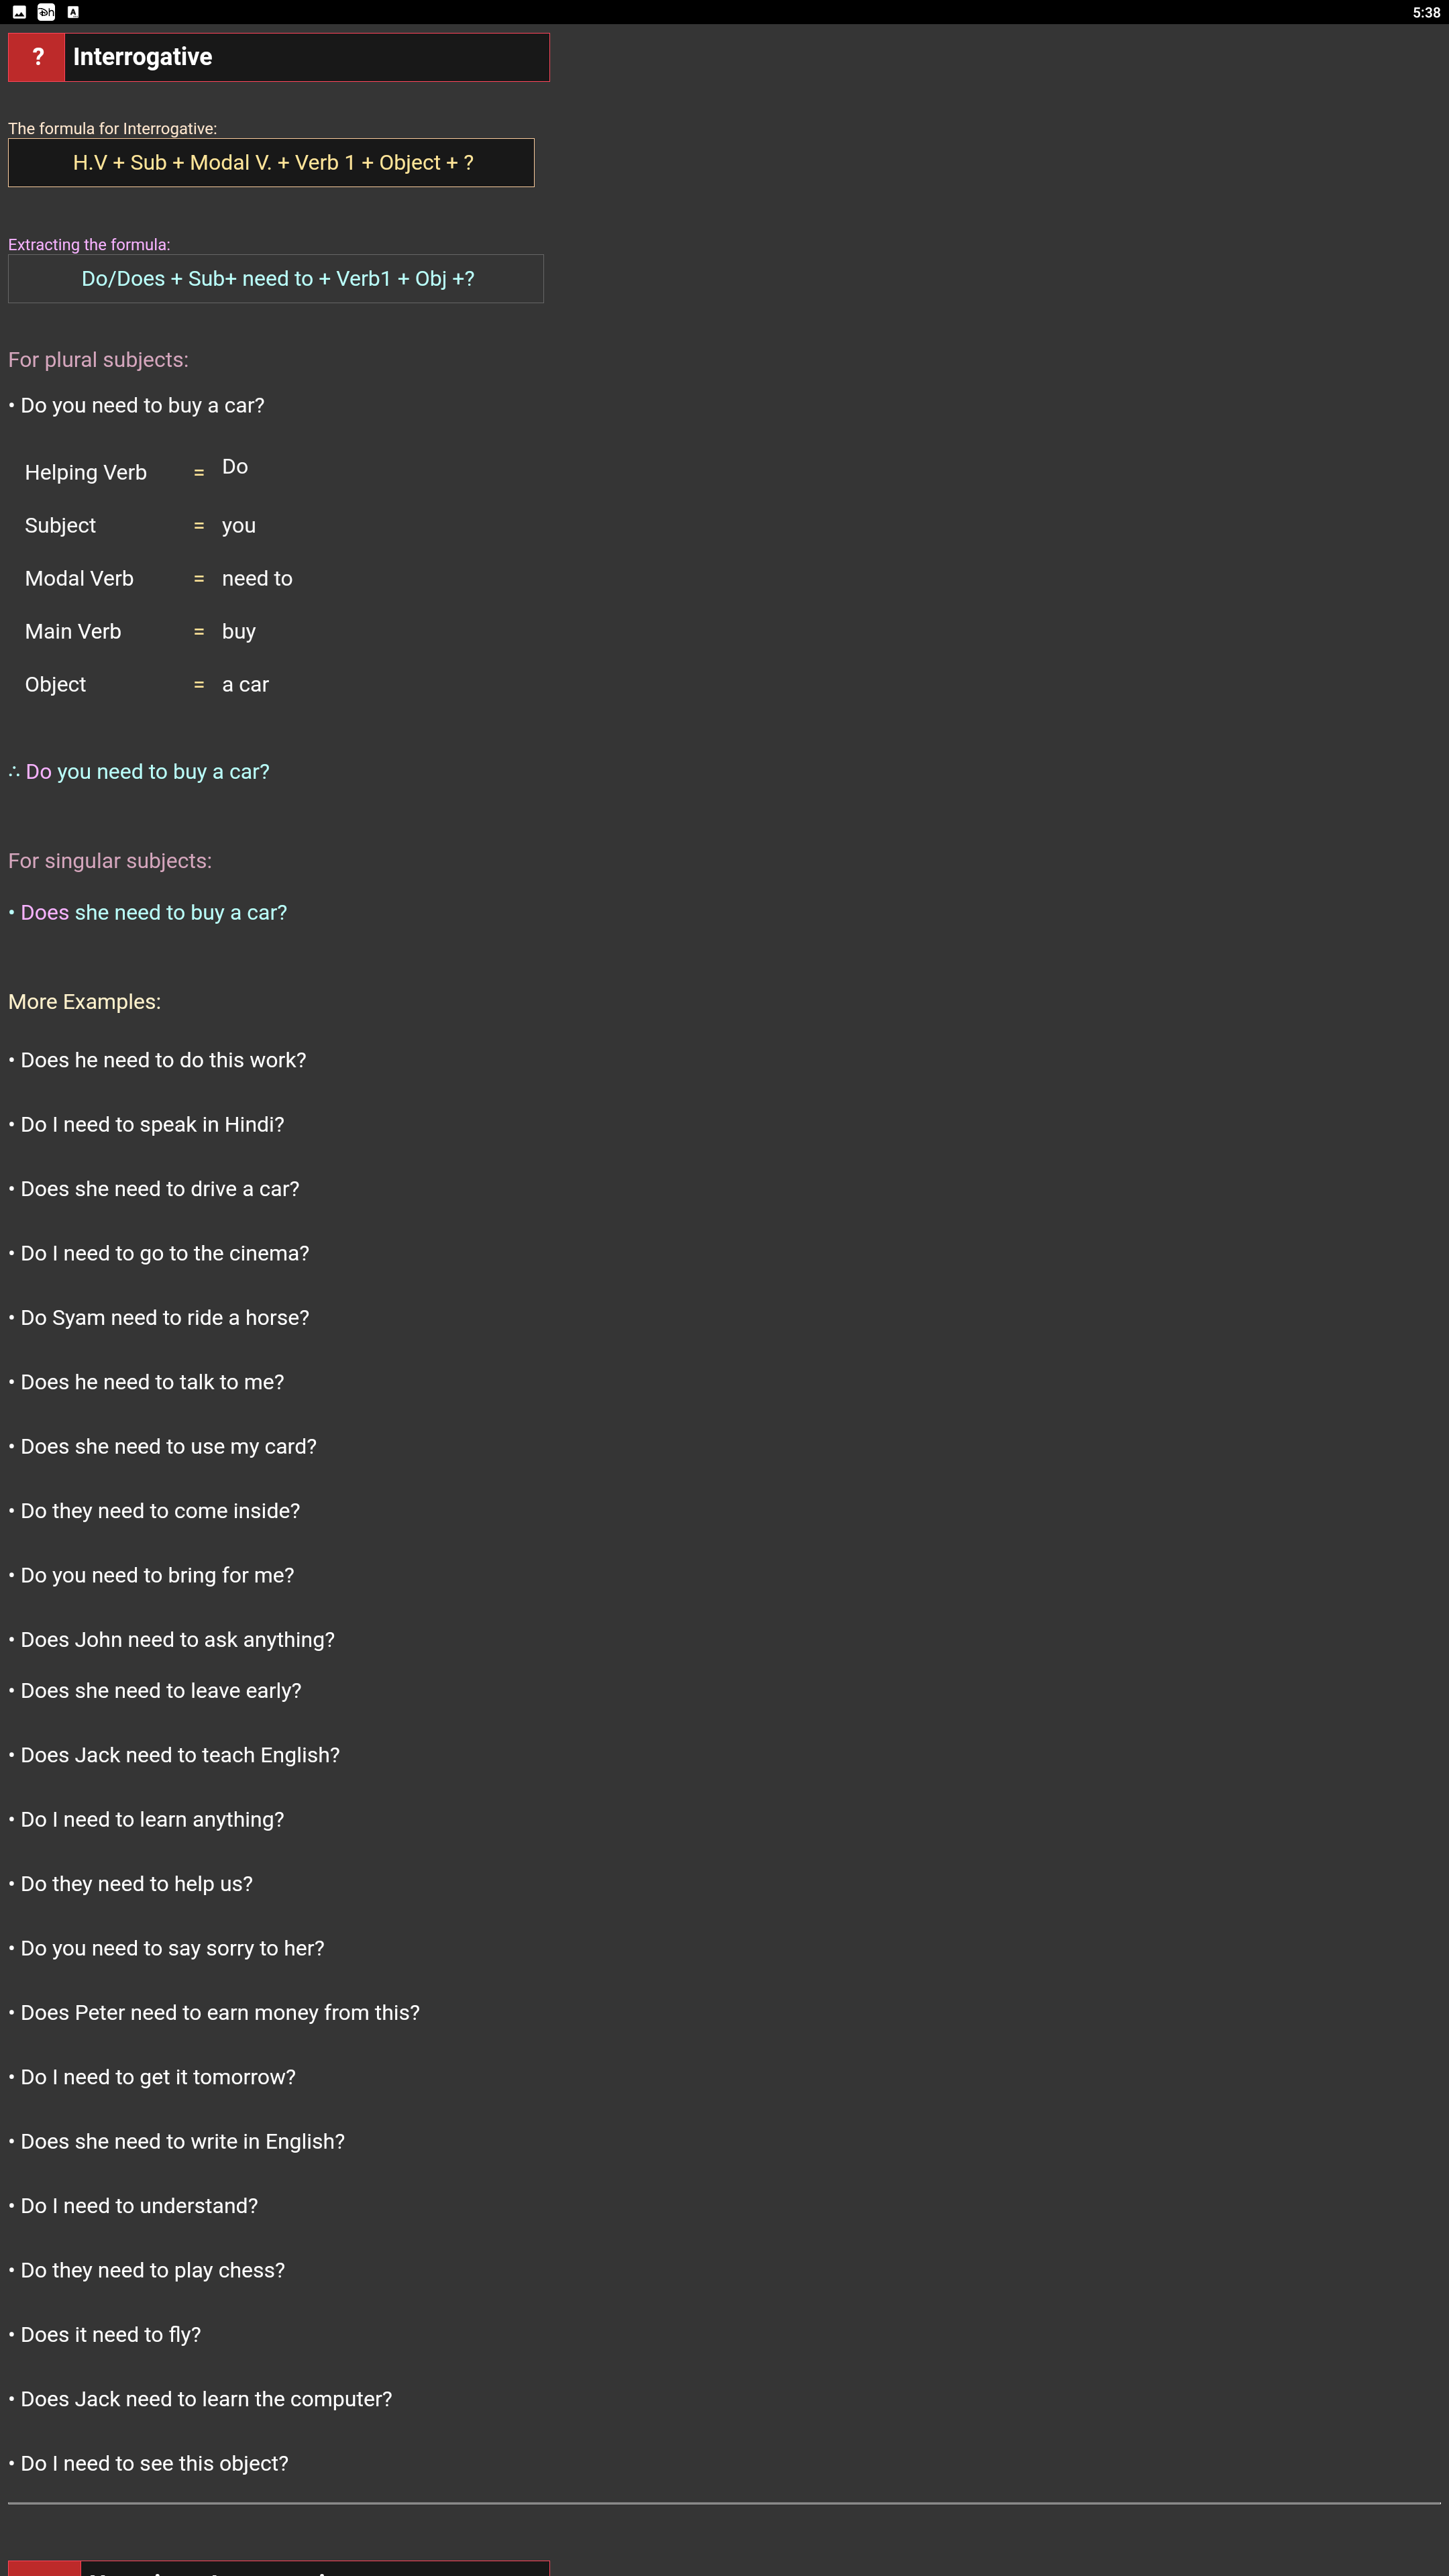 5:38
? Interrogative
The formula for Interrogative:
H.V + Sub + Modal V. + Verb 1 + Object + ?
Extracting the formula:
Do/Does + Sub+ need to + Verb1 + Obj +?
For plural subjects:
• Do you need to buy a car?
Helping Verb = Do
Subject = you
Modal Verb = need to
Main Verb = buy
Object = a car
∴ Do you need to buy a car?
For singular subjects:
• Does she need to buy a car?
More Examples:
• Does he need to do this work?
• Do I need to speak in Hindi?
• Does she need to drive a car?
• Do I need to go to the cinema?
• Do Syam need to ride a horse?
• Does he need to talk to me?
• Does she need to use my card?
• Do they need to come inside?
• Do you need to bring for me?
• Does John need to ask anything?
• Does she need to leave early?
• Does Jack need to teach English?
• Do I need to learn anything?
• Do they need to help us?
• Do you need to say sorry to her?
• Does Peter need to earn money from this?
• Do I need to get it tomorrow?
• Does she need to write in English?
• Do I need to understand?
• Do they need to play chess?
• Does it need to fly?
• Does Jack need to learn the computer?
• Do I need to see this object?